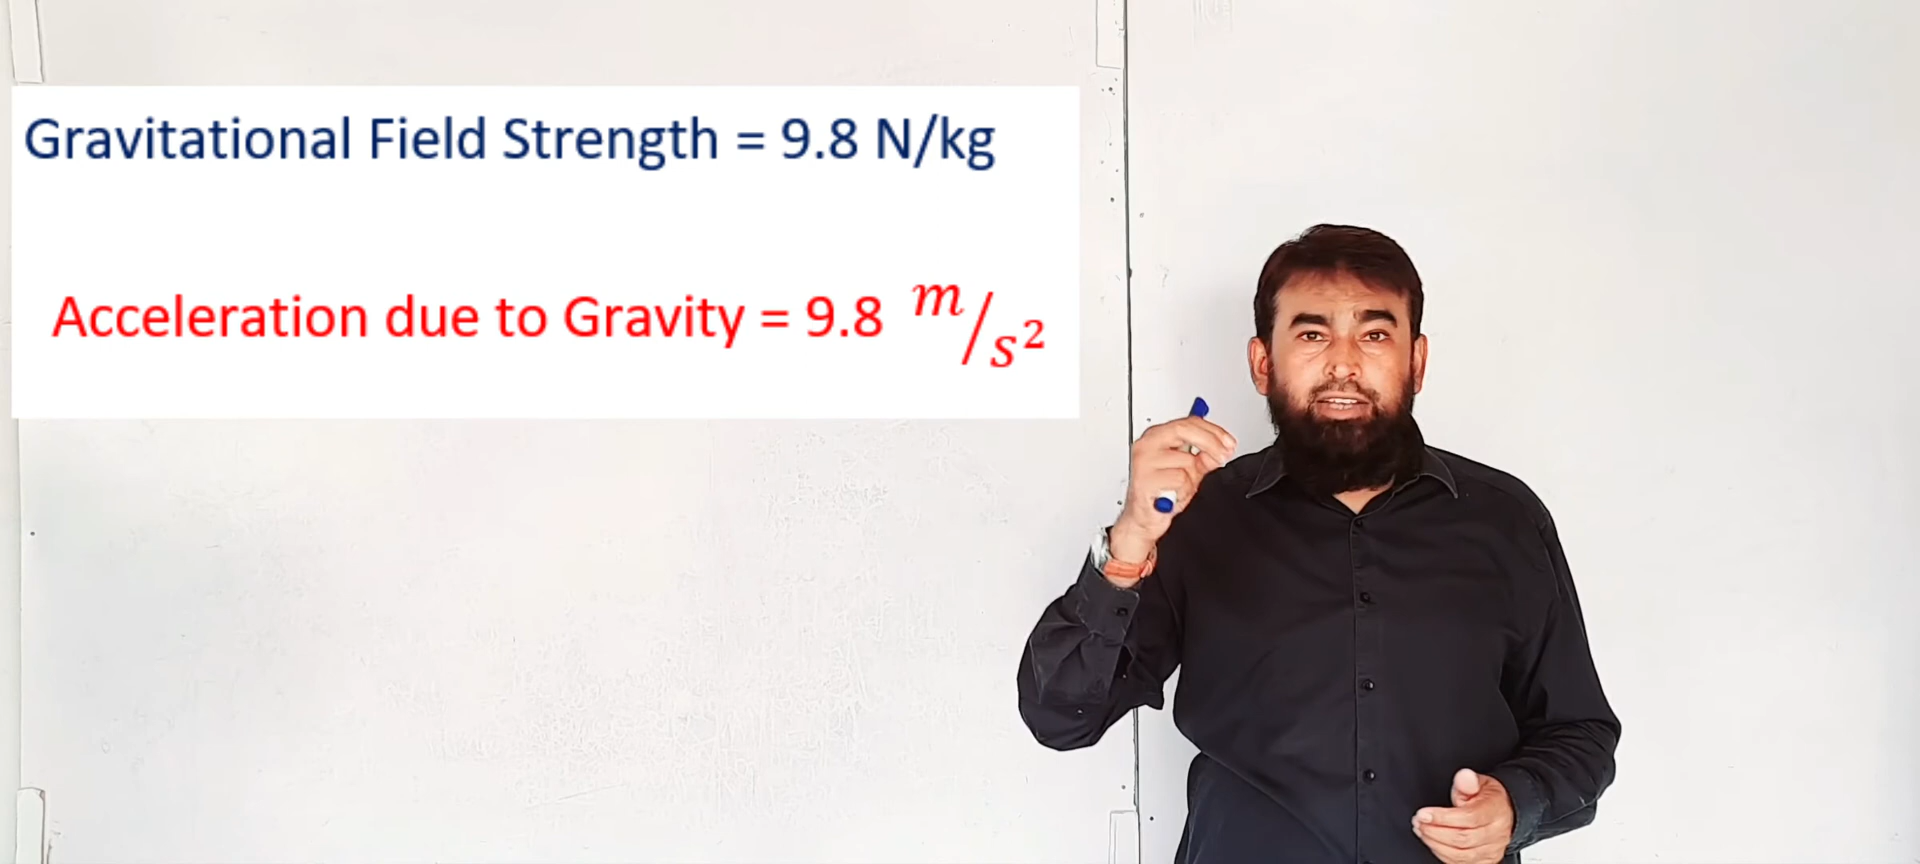 Gravitational Field Strength = 9.8 N/kg
Acceleration due to Gravity = 9.8 m/s²